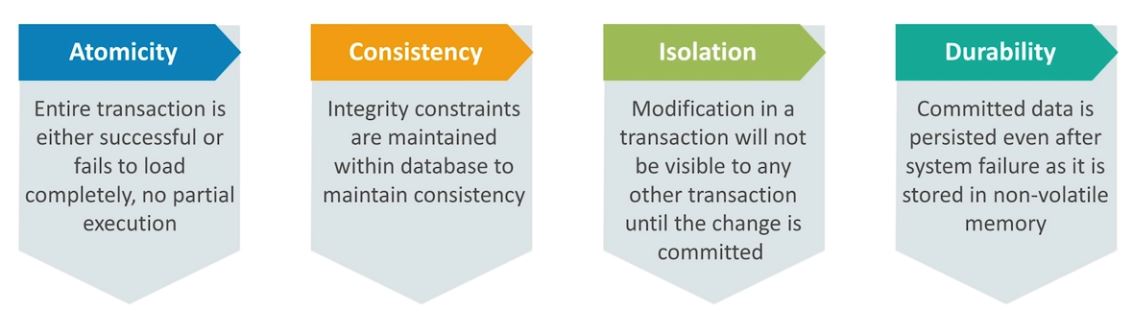 Atomicity
Entire transaction is
either successful or
fails to load
completely, no partial
execution
Consistency
Integrity constraints
are maintained
within database to
maintain consistency
Isolation
Modification in a
transaction will not
be visible to any
other transaction
until the change is
committed
Durability
Committed data is
persisted even after
system failure as it is
stored in non-volatile
memory